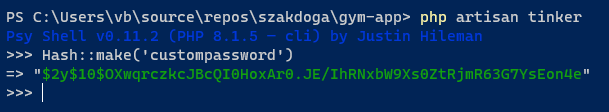 PS C:\Users\vb\source\repos\szakdoga\gym-app> php artisan tinker
Psy Shell v0.11.2 (PHP 8.1.5 — cli) by Justin Hileman
>>> Hash::make('custompassword')
=> "$2y$10$OXwqrczkcJBcQI0HoxAr0.JE/IhRNxbW9Xs0ZtRjmR63G7YsEon4e"
>>>